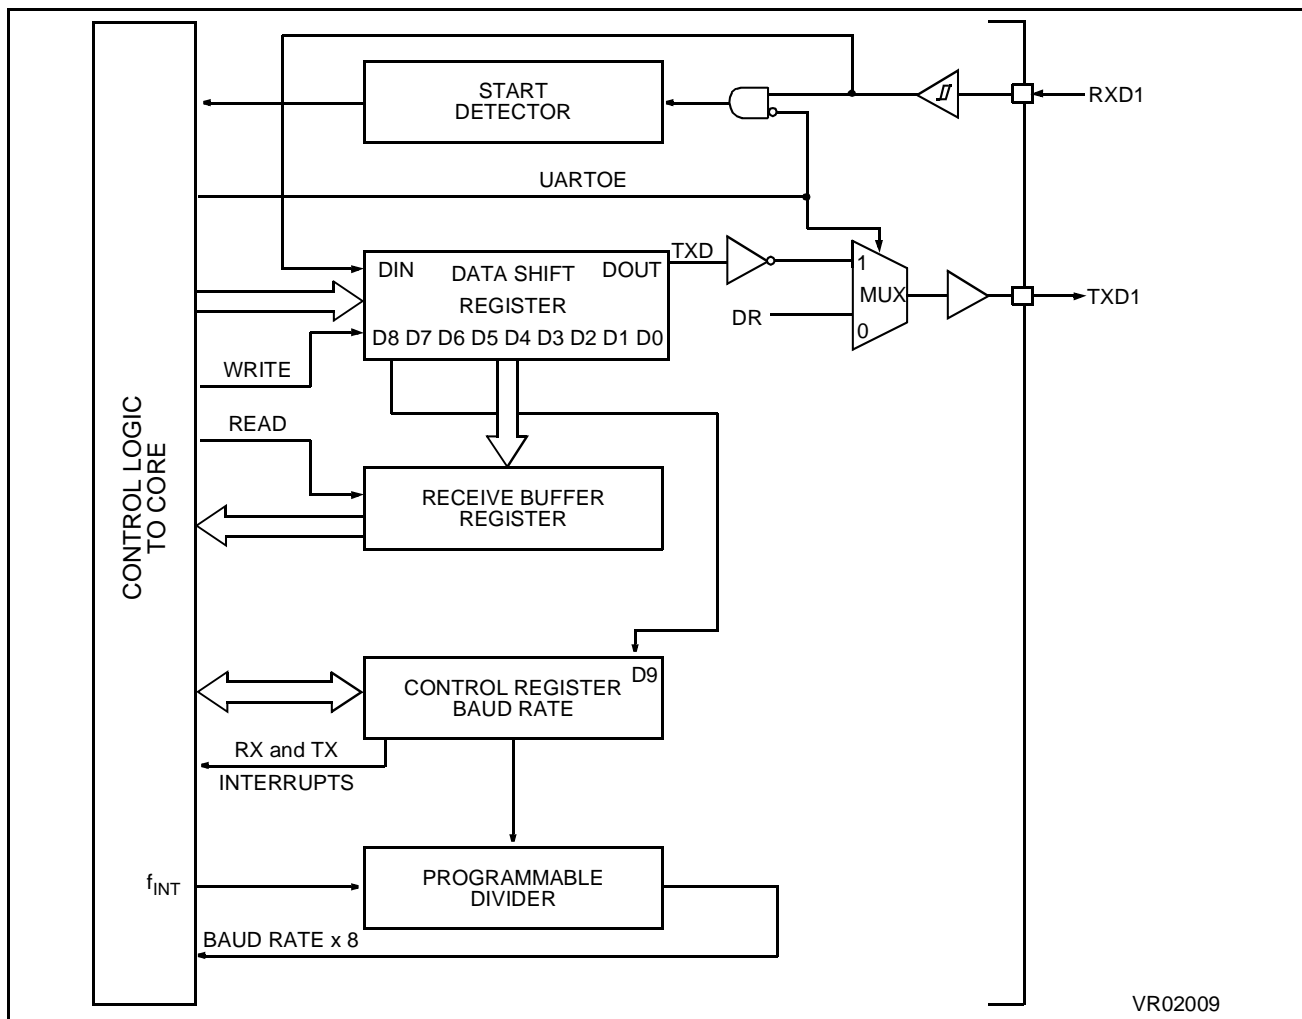 START
DETECTOR
RXD1
UARTOE
TXD
DIN DATA SHIFT DOUT
REGISTER
D8 D7 D6 D5 D4 D3 D2 D1 D0
1
MUX
0
DR
TXD1
WRITE
READ
CONTROL LOGIC
TO CORE
RECEIVE BUFFER
REGISTER
D9
CONTROL REGISTER
BAUD RATE
RX and TX
INTERRUPTS
fINT
PROGRAMMABLE
DIVIDER
BAUD RATE x 8
VR02009